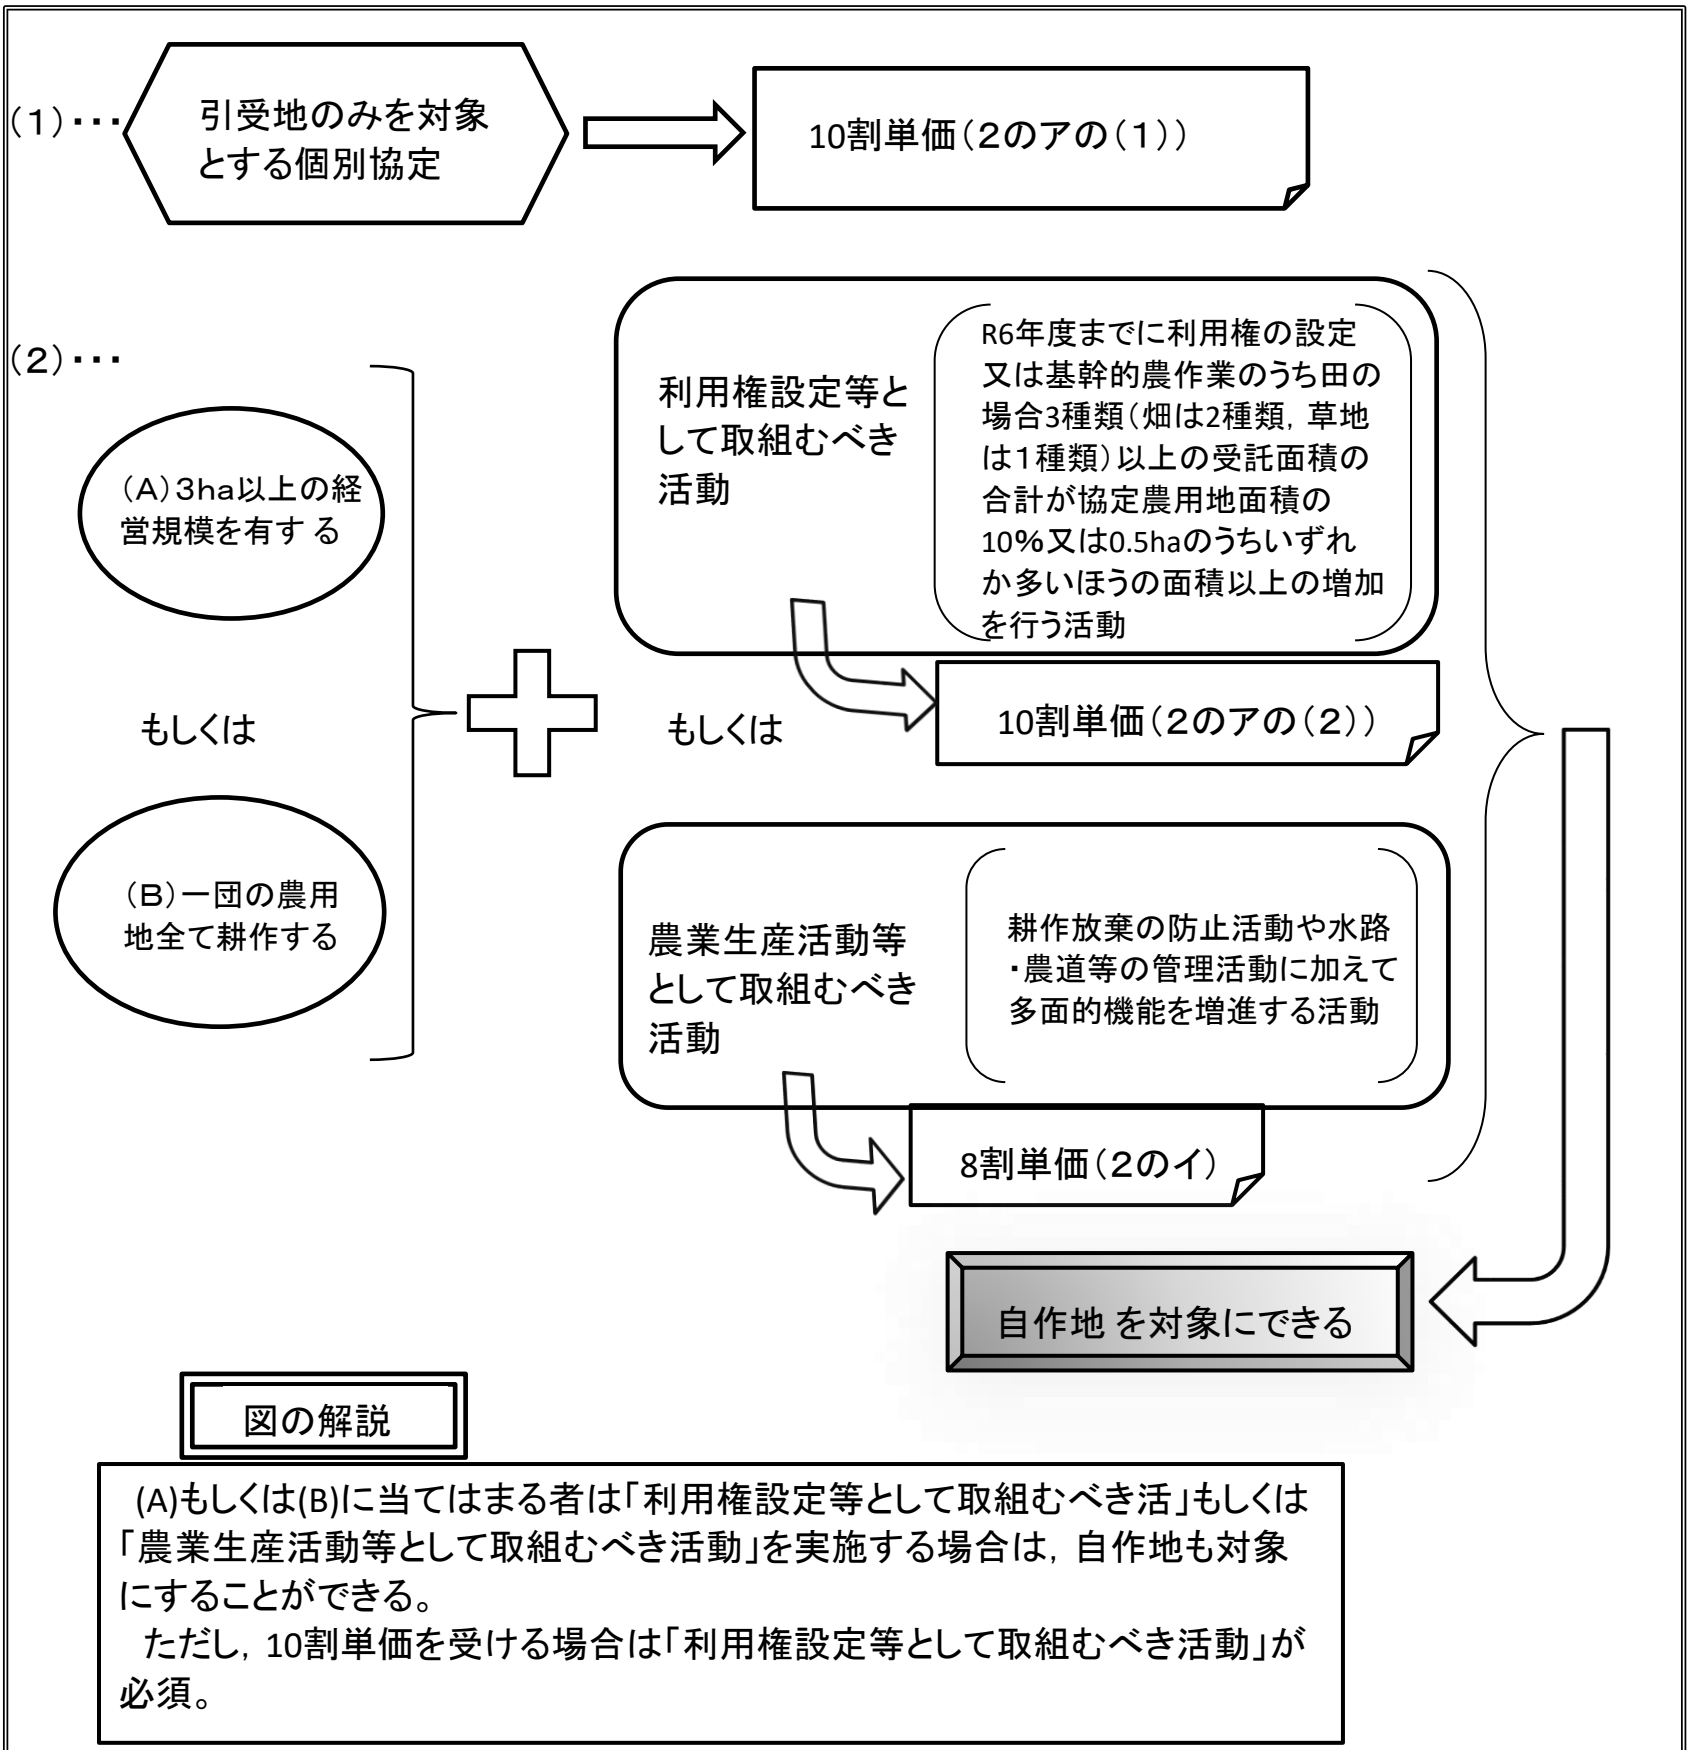 (1)･･･
引受地のみを対象
とする個別協定
10割単価(2のアの(1))
(2)･･･
(A)3ha以上の経
営規模を有す る
もしくは
(B)一団の農用
地全て耕作する
利用権設定等と
して取組むべき
活動
R6年度までに利用権の設定
又は基幹的農作業のうち田の
場合3種類(畑は2種類，草地
は1種類)以上の受託面積の
合計が協定農用地面積の
10%又は0.5haのうちいずれ
か多いほうの面積以上の増加
を行う活動
10割単価(2のアの(2))
もしくは
農業生産活動等
として取組むべき
活動
耕作放棄の防止活動や水路
・農道等の管理活動に加えて
多面的機能を増進する活動
8割単価(2のイ)
自作地 を対象にできる
図の解説
(A)もしくは(B)に当てはまる者は「利用権設定等として取組むべき活」もしくは
「農業生産活動等として取組むべき活動」を実施する場合は，自作地も対象
にすることができる。
ただし，10割単価を受ける場合は「利用権設定等として取組むべき活動」が
必須。